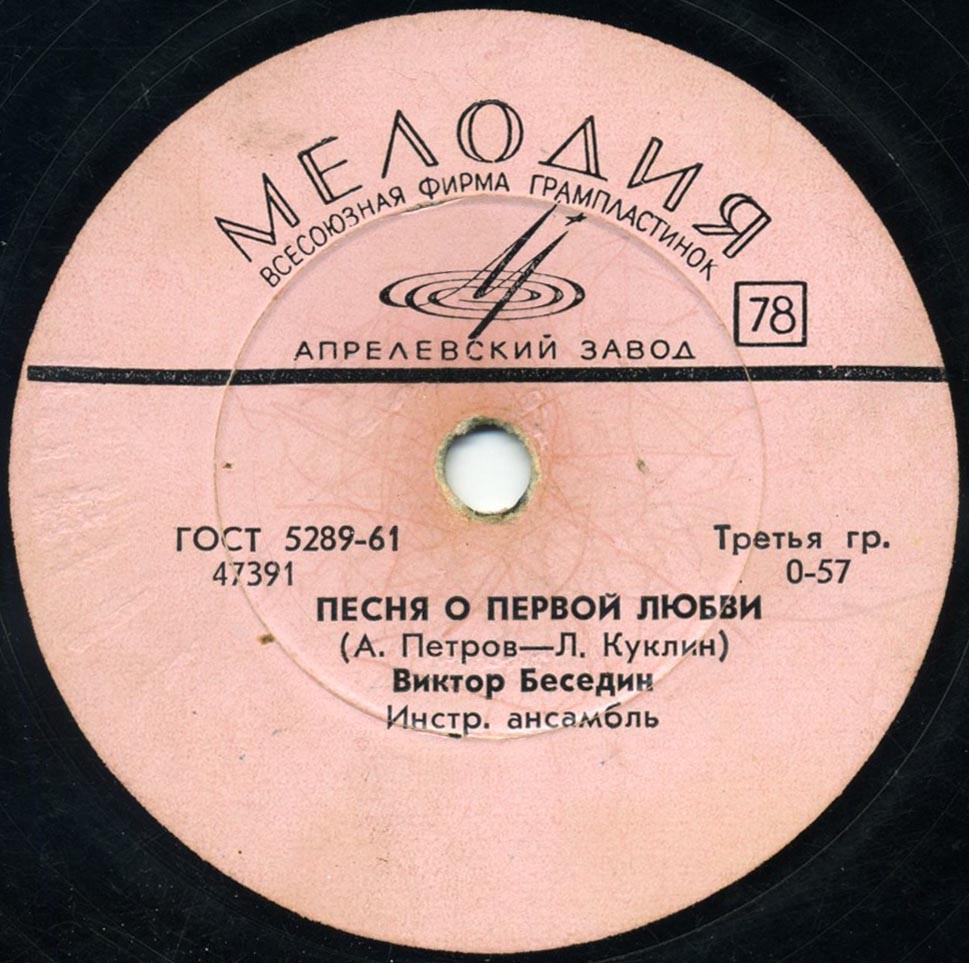 МЕЛОДИЯ
ВСЕСОЮЗНАЯ ФИРМА ГРАМПЛАСТИНОК
78
АПРЕЛЕВСКИЙ ЗАВОД
ГОСТ 5289-61
Третья гр.
47391
0-57
ПЕСНЯ О ПЕРВОЙ ЛЮБВИ
(А. Петров—Л. Куклин)
Виктор Беседин
Инстр. ансамбль